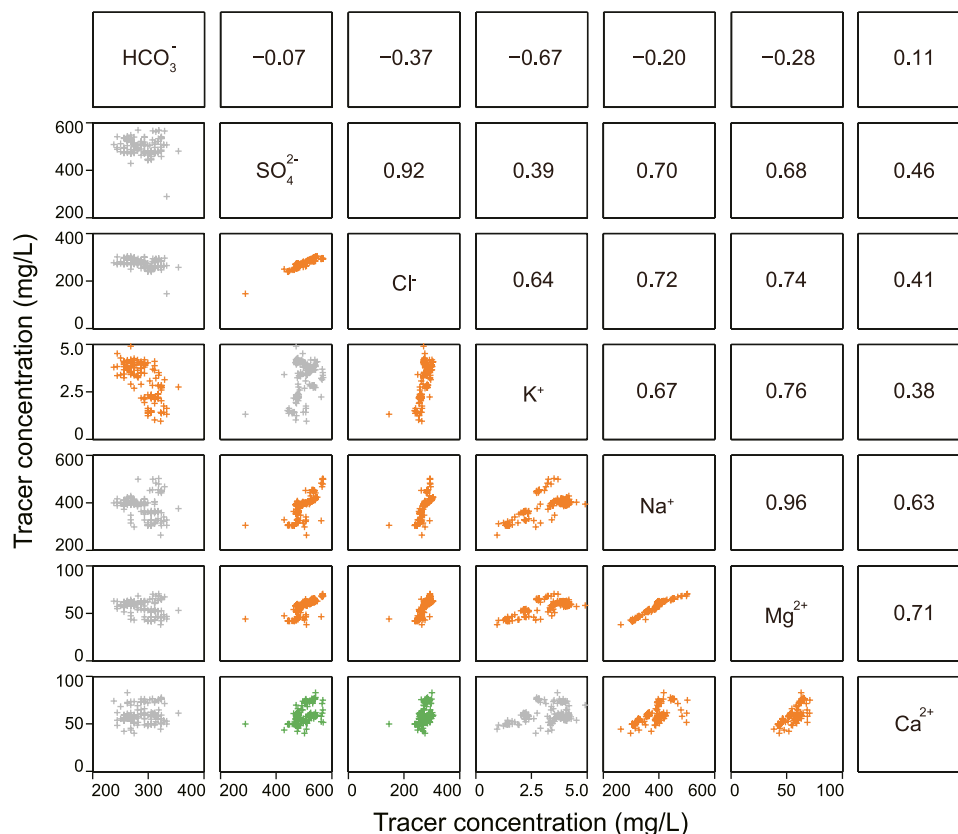 HCO₃⁻ −0.07 −0.37 −0.67 −0.20 −0.28 0.11
600
400
200
SO₄²⁻ 0.92 0.39 0.70 0.68 0.46
400
200
0
Cl⁻ 0.64 0.72 0.74 0.41
5.0
2.5
0
K⁺ 0.67 0.76 0.38
600
400
200
Na⁺ 0.96 0.63
100
50
0
Mg²⁺ 0.71
100
50
0
Ca²⁺
200 300 400 200 400 600 0 200 400 0 2.5 5.0 200 400 600 0 50 100
Tracer concentration (mg/L)
Tracer concentration (mg/L)